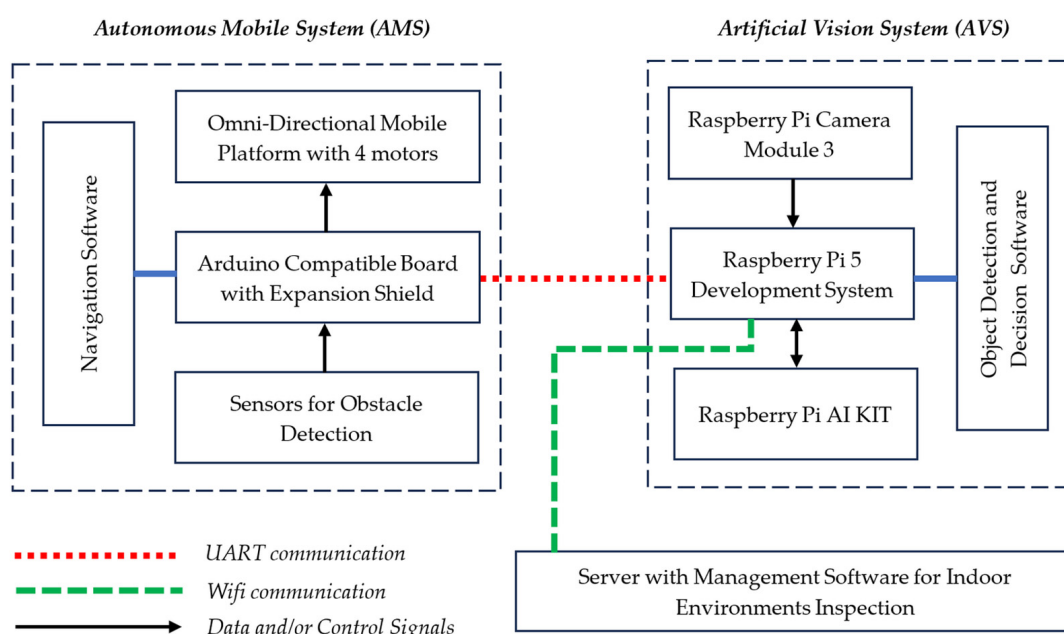 Autonomous Mobile System (AMS)
Navigation Software
Omni-Directional Mobile
Platform with 4 motors
Arduino Compatible Board
with Expansion Shield
Sensors for Obstacle
Detection
Artificial Vision System (AVS)
Raspberry Pi Camera
Module 3
Raspberry Pi 5
Development System
Raspberry Pi AI KIT
Object Detection and
Decision Software
UART communication
Wifi communication
Data and/or Control Signals
Server with Management Software for Indoor
Environments Inspection